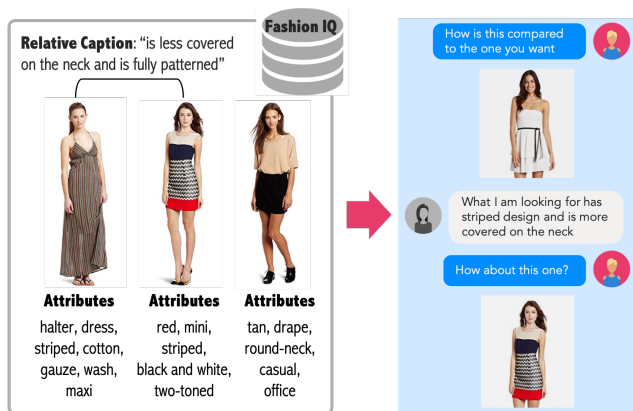 Fashion IQ
Relative Caption: “is less covered
on the neck and is fully patterned”
Attributes
halter, dress,
striped, cotton,
gauze, wash,
maxi
Attributes
red, mini,
striped,
black and white,
two-toned
Attributes
tan, drape,
round-neck,
casual,
office
How is this compared
to the one you want
What I am looking for has
striped design and is more
covered on the neck
How about this one?